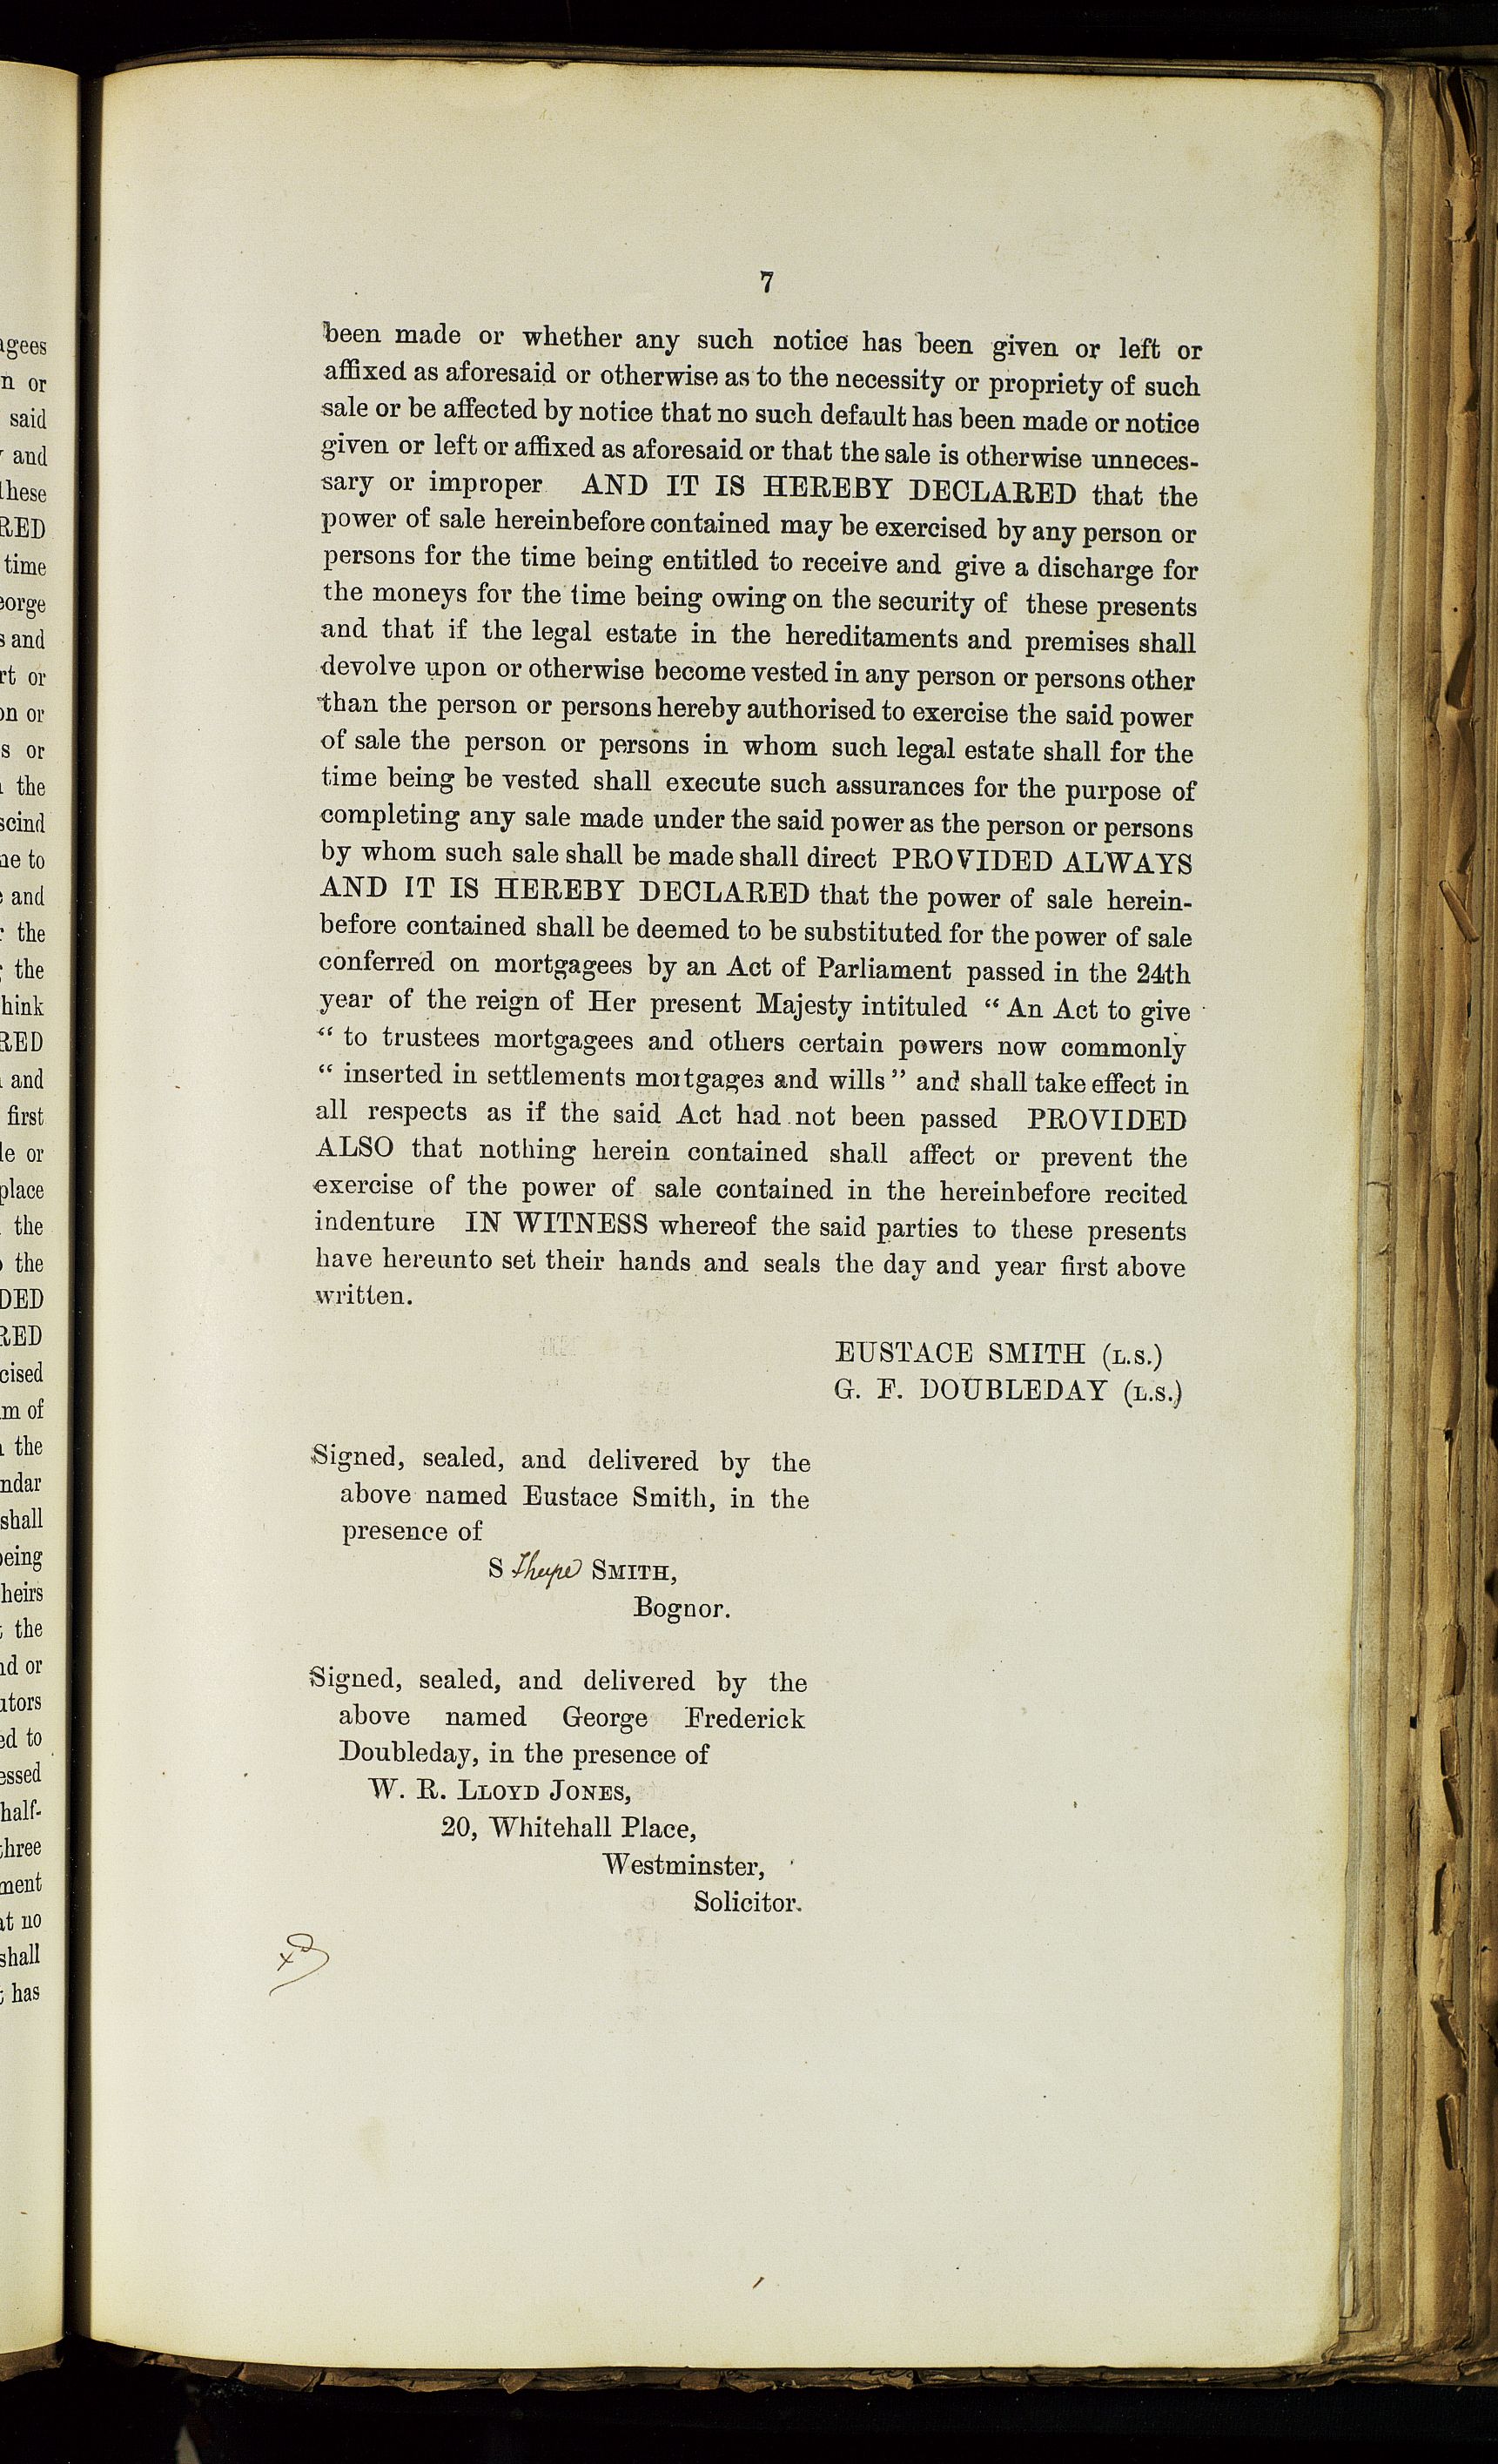 7
been made or whether any such notice has been given or left or
affixed as aforesaid or otherwise as to the necessity or propriety of such
sale or be affected by notice that no such default has been made or notice
given or left or affixed as aforesaid or that the sale is otherwise unneces-
sary or improper AND IT IS HEREBY DECLARED that the
power of sale hereinbefore contained may be exercised by any person or
persons for the time being entitled to receive and give a discharge for
the moneys for the time being owing on the security of these presents
and that if the legal estate in the hereditaments and premises shall
devolve upon or otherwise become vested in any person or persons other
than the person or persons hereby authorised to exercise the said power
of sale the person or persons in whom such legal estate shall for the
time being be vested shall execute such assurances for the purpose of
completing any sale made under the said power as the person or persons
by whom such sale shall be made shall direct PROVIDED ALWAYS
AND IT IS HEREBY DECLARED that the power of sale herein-
before contained shall be deemed to be substituted for the power of sale
conferred on mortgagees by an Act of Parliament passed in the 24th
year of the reign of Her present Majesty intituled “ An Act to give
“ to trustees mortgagees and others certain powers now commonly
“ inserted in settlements mortgages and wills ” and shall take effect in
all respects as if the said Act had not been passed PROVIDED
ALSO that nothing herein contained shall affect or prevent the
exercise of the power of sale contained in the hereinbefore recited
indenture IN WITNESS whereof the said parties to these presents
have hereunto set their hands and seals the day and year first above
written.
EUSTACE SMITH (L.S.)
G. F. DOUBLEDAY (L.S.)
Signed, sealed, and delivered by the
above named Eustace Smith, in the
presence of
S SMITH,
Bognor.
Signed, sealed, and delivered by the
above named George Frederick
Doubleday, in the presence of
W. R. LLOYD JONES,
20, Whitehall Place,
Westminster,
Solicitor.